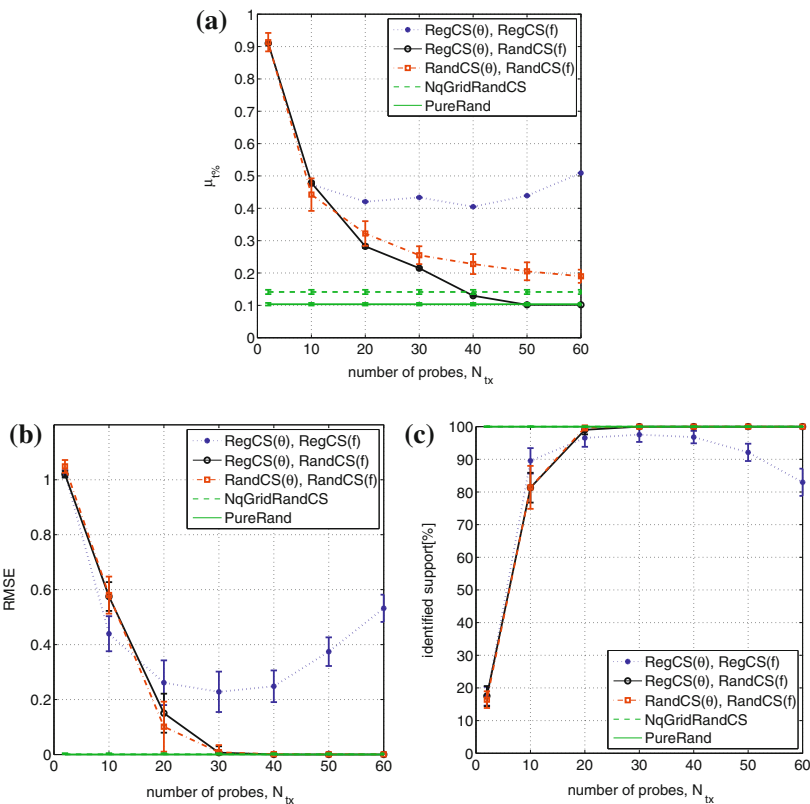 (a)
1
0.9
0.8
0.7
0.6
0.5
0.4
0.3
0.2
0.1
0
μt%
0 10 20 30 40 50 60
number of probes, Ntx
RegCS(θ), RegCS(f)
RegCS(θ), RandCS(f)
RandCS(θ), RandCS(f)
NqGridRandCS
PureRand
(b)
1
0.8
0.6
0.4
0.2
0
RMSE
0 10 20 30 40 50 60
number of probes, Ntx
RegCS(θ), RegCS(f)
RegCS(θ), RandCS(f)
RandCS(θ), RandCS(f)
NqGridRandCS
PureRand
(c)
100
90
80
70
60
50
40
30
20
10
0
identified support[%]
0 10 20 30 40 50 60
number of probes, Ntx
RegCS(θ), RegCS(f)
RegCS(θ), RandCS(f)
RandCS(θ), RandCS(f)
NqGridRandCS
PureRand